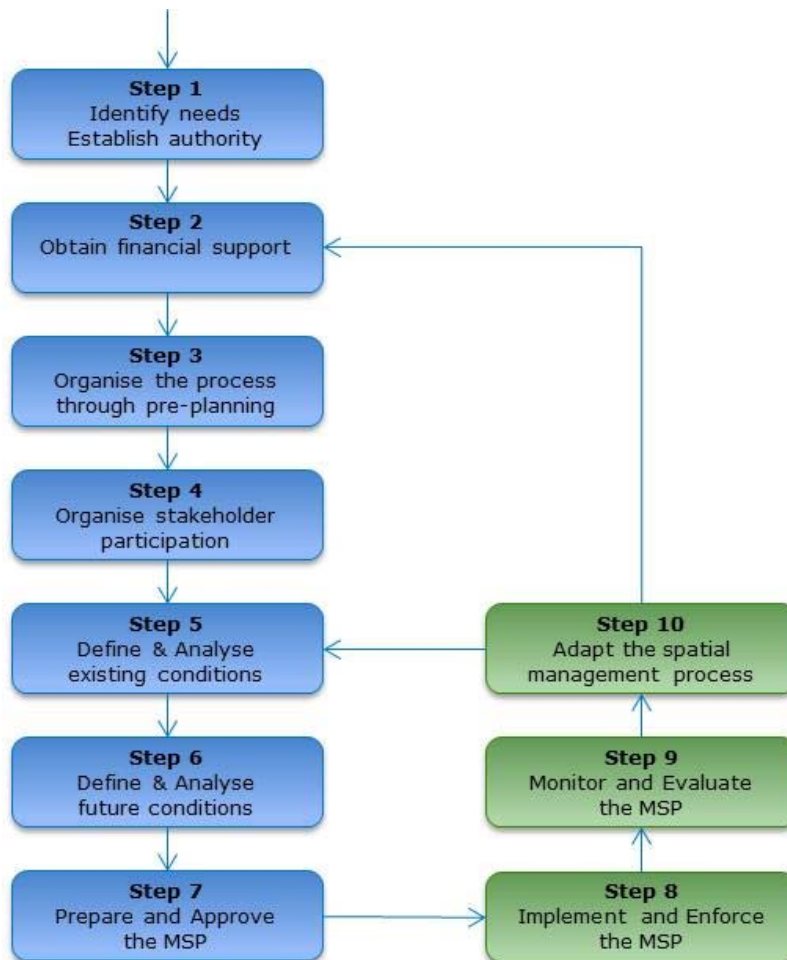 Step 1
Identify needs
Establish authority
Step 2
Obtain financial support
Step 3
Organise the process
through pre-planning
Step 4
Organise stakeholder
participation
Step 5
Define & Analyse
existing conditions
Step 6
Define & Analyse
future conditions
Step 7
Prepare and Approve
the MSP
Step 10
Adapt the spatial
management process
Step 9
Monitor and Evaluate
the MSP
Step 8
Implement and Enforce
the MSP